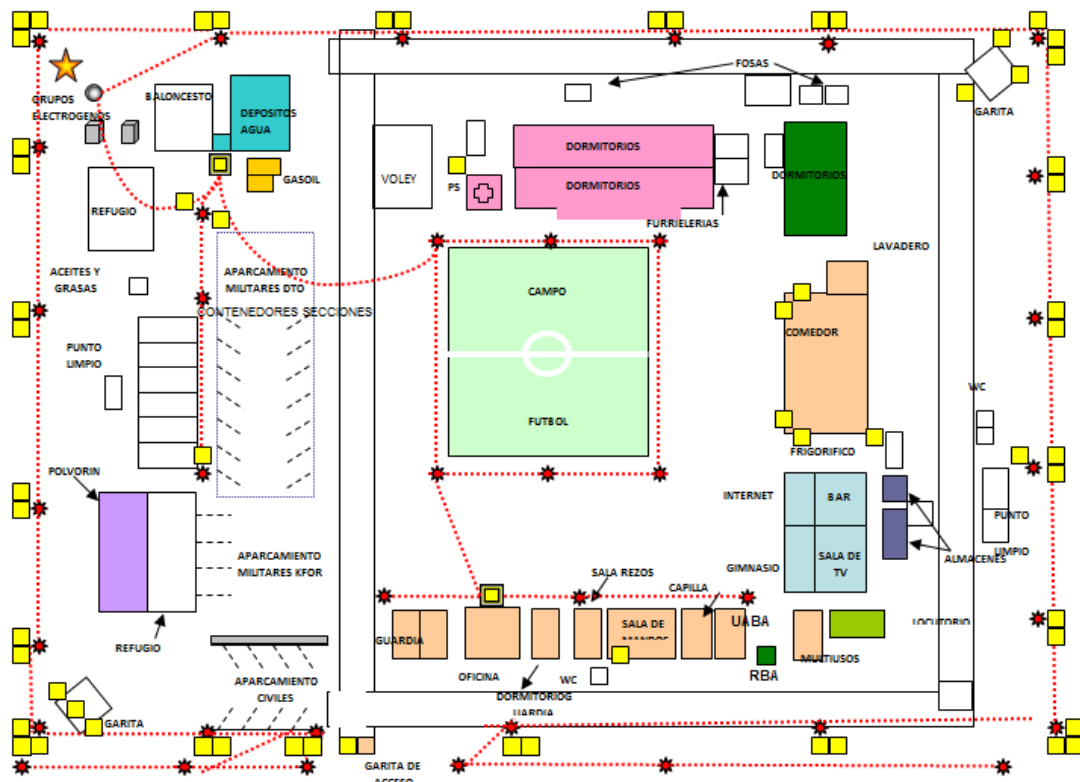 FOSAS
GRUPOS
ELECTROGENOS
BALONCESTO
DEPOSITOS
AGUA
GARITA
DORMITORIOS
DORMITORIOS
DORMITORIOS
VOLEY
PS
GASOIL
REFUGIO
FURRIELERIAS
LAVADERO
ACEITES Y
GRASAS
APARCAMIENTO
MILITARES DTO
CONTENEDORES SECCIONES
CAMPO
COMEDOR
PUNTO
LIMPIO
WC
FUTBOL
FRIGORIFICO
POLVORIN
INTERNET
BAR
PUNTO
LIMPIO
APARCAMIENTO
MILITARES KFOR
GIMNASIO
SALA DE
TV
ALMACENES
SALA REZOS
CAPILLA
REFUGIO
GUARDIA
SALA DE
MANDOS
UABA
LOCUTORIO
MULTIUSOS
APARCAMIENTO
CIVILES
OFICINA
WC
RBA
DORMITORIOG
UARDIA
GARITA
GARITA DE
ACCESO